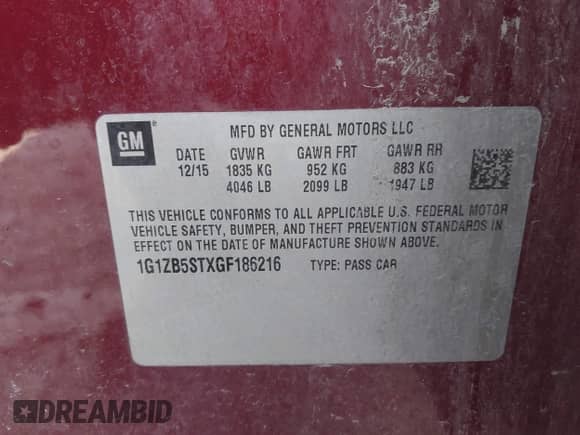 GM ®
MFD BY GENERAL MOTORS LLC
DATE GVWR GAWR FRT GAWR RR
12/15 1835 KG 952 KG 883 KG
4046 LB 2099 LB 1947 LB
THIS VEHICLE CONFORMS TO ALL APPLICABLE U.S. FEDERAL MOTOR
VEHICLE SAFETY, BUMPER, AND THEFT PREVENTION STANDARDS IN
EFFECT ON THE DATE OF MANUFACTURE SHOWN ABOVE.
1G1ZB5STXGF186216 TYPE: PASS CAR
DREAMBID